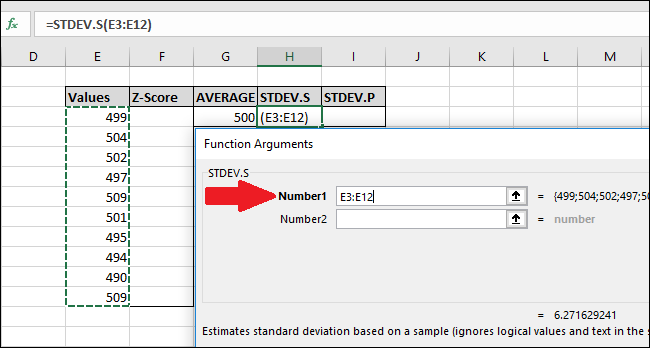 fx =STDEV.S(E3:E12)
D E F G H I J K L M
Values Z-Score AVERAGE STDEV.S STDEV.P
499 500 (E3:E12)
504
502
497
509
501
495
494
490
509
Function Arguments
STDEV.S
Number1 E3:E12 = {499;504;502;497;50
Number2 = number
= 6.271629241
Estimates standard deviation based on a sample (ignores logical values and text in the s